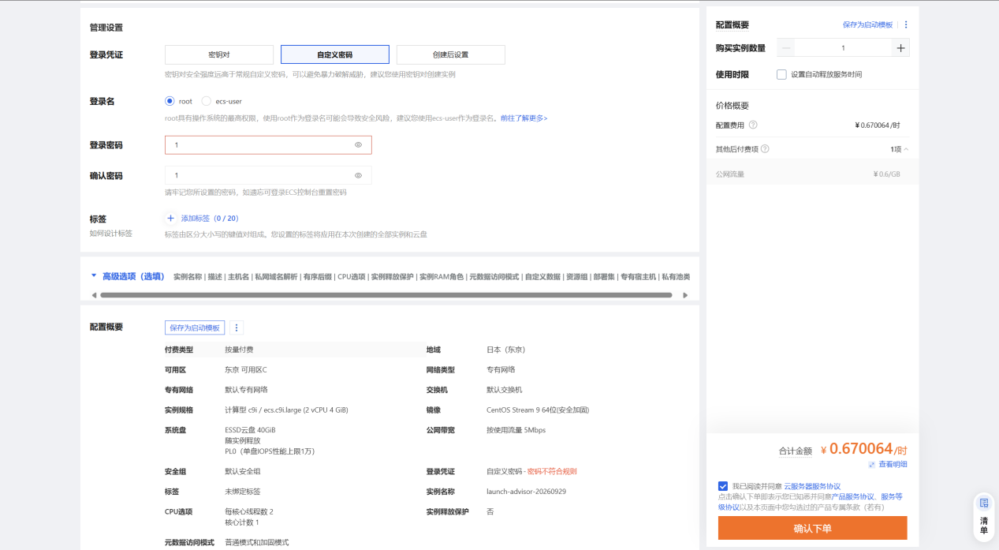 管理设置
登录凭证
密钥对
自定义密码
创建后设置
密钥对安全强度远高于常规自定义密码，可以避免暴力破解威胁，建议您使用密钥对创建实例
登录名
root
ecs-user
root具有操作系统的最高权限，使用root作为登录名可能会导致安全风险，建议您使用ecs-user作为登录名。前往了解更多>
登录密码
1
确认密码
1
请牢记您所设置的密码，如遗忘可登录ECS控制台重置密码
标签
如何设计标签
+ 添加标签（0 / 20）
标签由区分大小写的键值对组成。您设置的标签将应用在本次创建的全部实例和云盘
高级选项（选填） 实例名称 | 描述 | 主机名 | 私网域名解析 | 有序后缀 | CPU选项 | 实例释放保护 | 实例RAM角色 | 元数据访问模式 | 自定义数据 | 资源组 | 部署集 | 专有宿主机 | 私有池类
配置概要
保存为启动模板
付费类型 按量付费 地域 日本（东京）
可用区 东京 可用区C 网络类型 专有网络
专有网络 默认专有网络 交换机 默认交换机
实例规格 计算型 c9i / ecs.c9i.large (2 vCPU 4 GiB) 镜像 CentOS Stream 9 64位(安全加固)
系统盘 ESSD云盘 40GiB 公网带宽 按使用流量 5Mbps
随实例释放
PL0（单盘IOPS性能上限1万）
安全组 默认安全组 登录凭证 自定义密码 - 密码不符合规则
标签 未绑定标签 实例名称 launch-advisor-20260929
CPU选项 每核心线程数 2 实例释放保护 否
核心计数 1
元数据访问模式 普通模式和加固模式
配置概要
保存为启动模板
购买实例数量
1
使用时限
设置自动释放服务时间
价格概要
配置费用 ¥ 0.670064 /时
其他后付费项 1项
公网流量 ¥ 0.6/GB
合计金额 ¥ 0.670064 /时
查看明细
我已阅读并同意 云服务器服务协议
点击确认下单即表示您已知悉并同意产品服务协议、服务等
级协议以及本页面中您勾选过的产品专属条款（若有）
确认下单
清
单